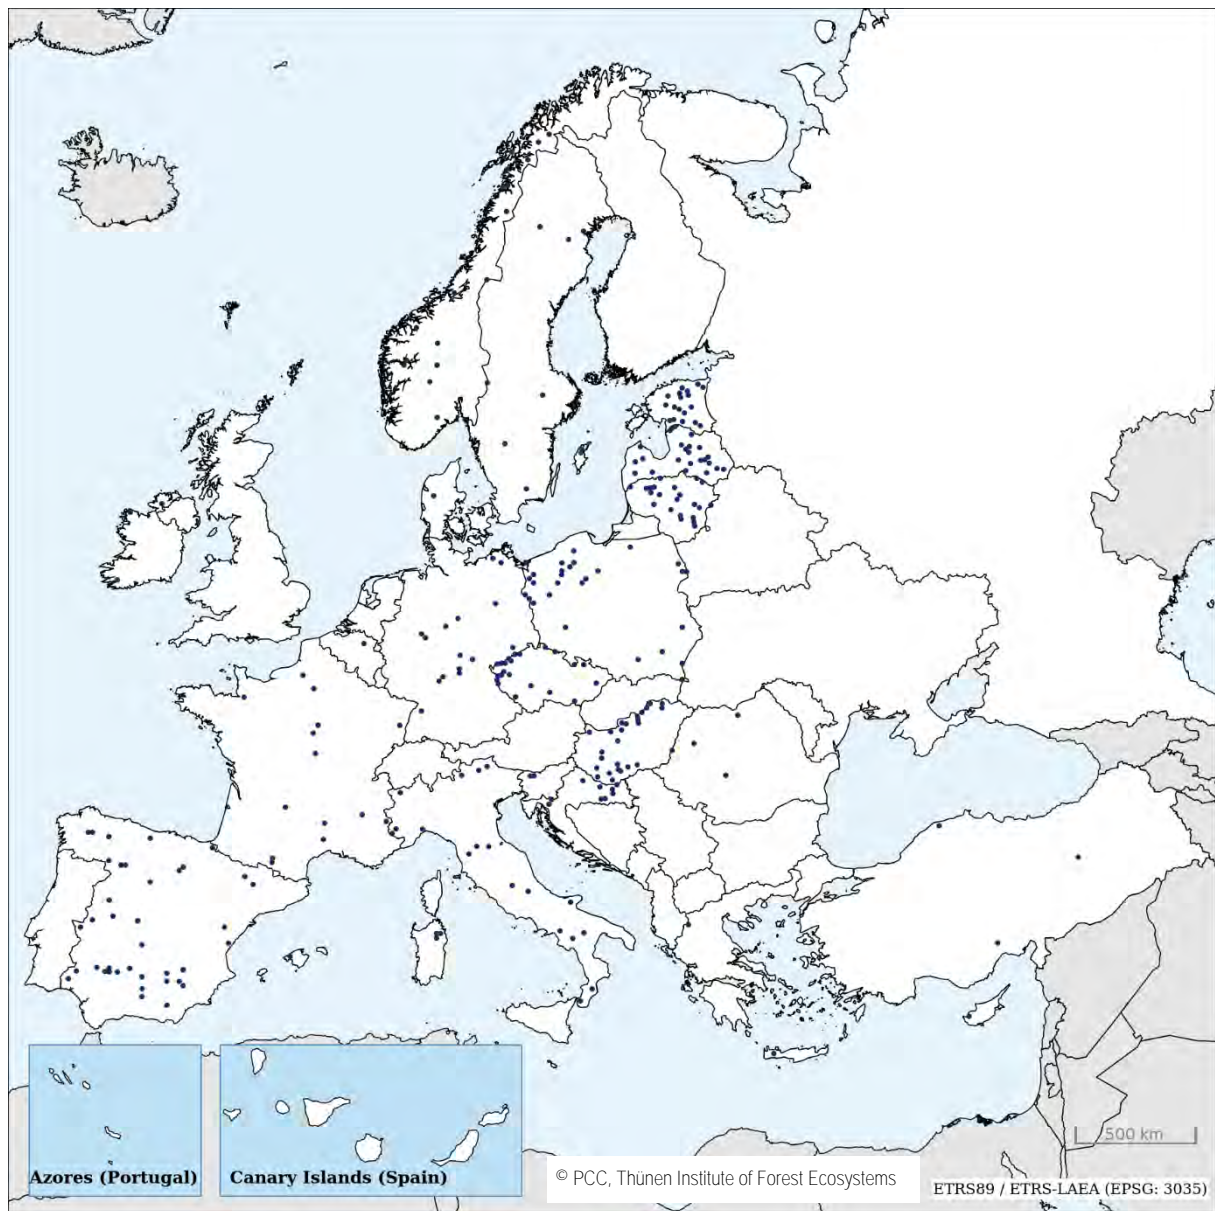 500 km
Azores (Portugal)
Canary Islands (Spain)
© PCC, Thünen Institute of Forest Ecosystems
ETRS89 / ETRS-LAEA (EPSG: 3035)